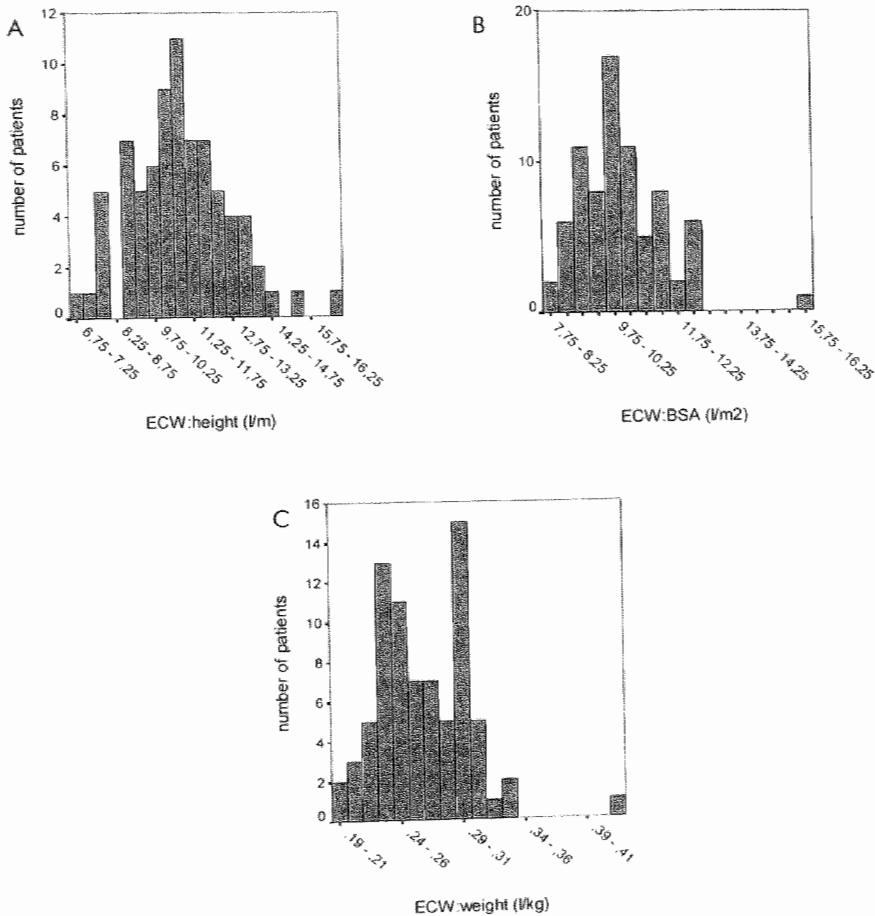 A
number of patients
12
10
8
6
4
2
0
6,75 - 7,25
8,25 - 8,75
9,75 - 10,25
11,25 - 11,75
12,75 - 13,25
14,25 - 14,75
15,75 - 16,25
ECW:height (l/m)
B
number of patients
20
10
0
7,75 - 8,25
9,75 - 10,25
11,75 - 12,25
13,75 - 14,25
15,75 - 16,25
ECW:BSA (l/m2)
C
number of patients
16
14
12
10
8
6
4
2
0
,19 - ,21
,24 - ,26
,29 - ,31
,34 - ,36
,39 - ,41
ECW:weight (l/kg)